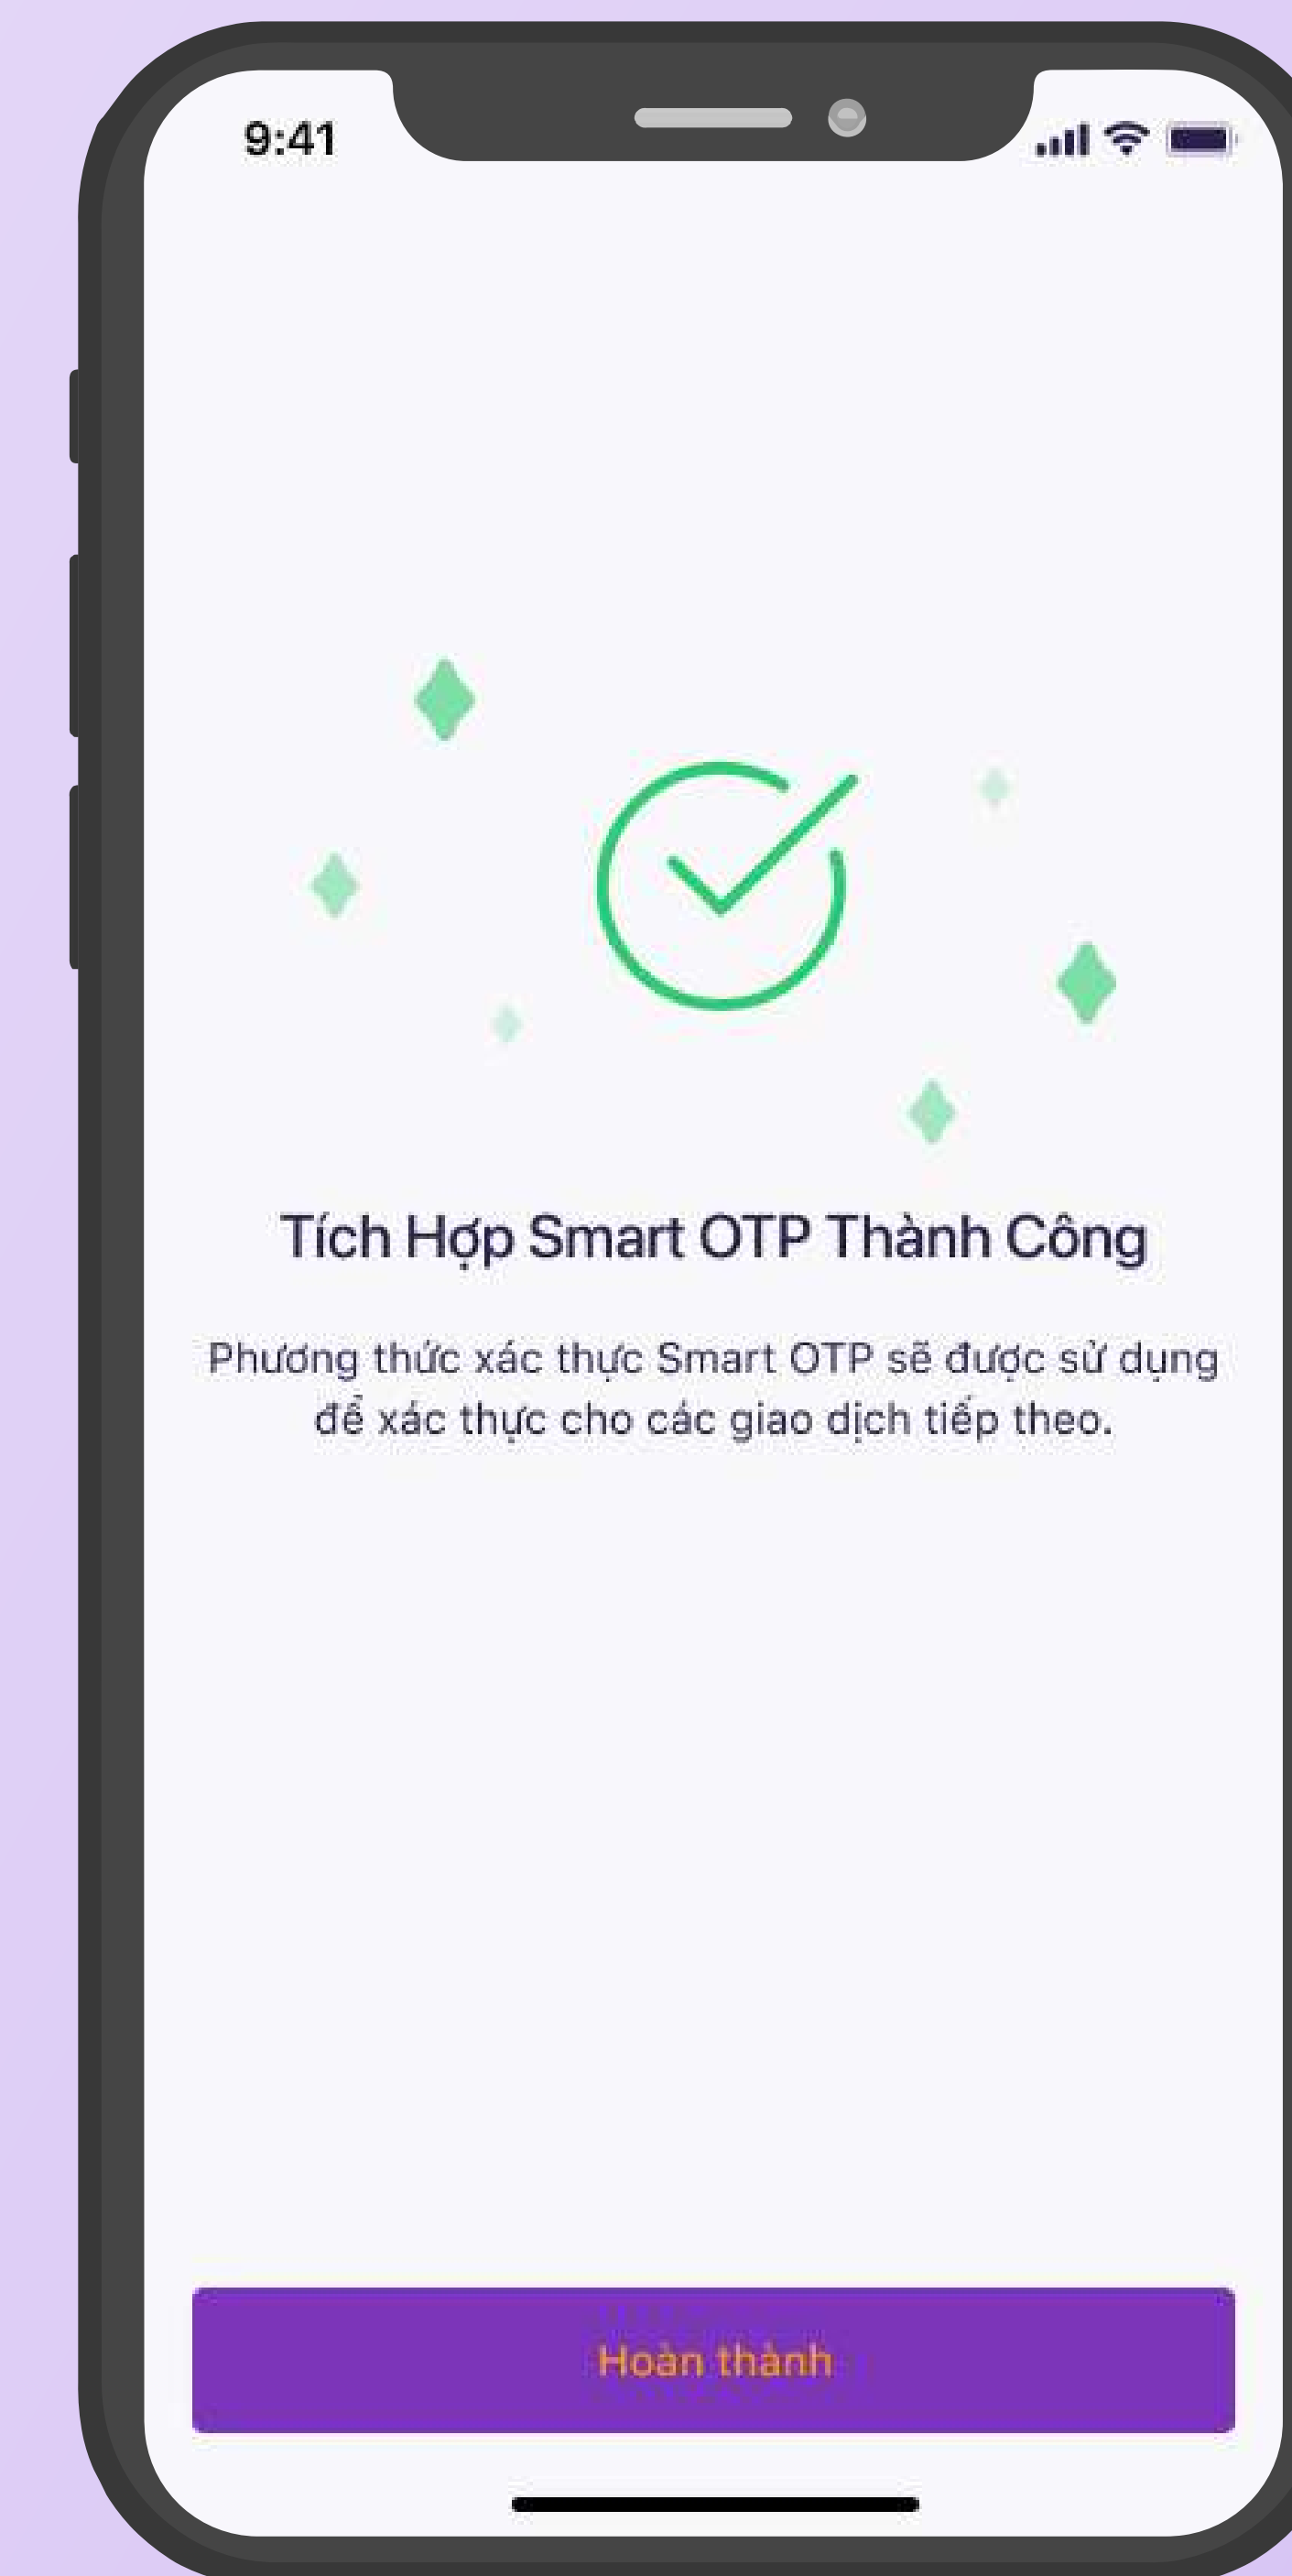 9:41
Tích Hợp Smart OTP Thành Công
Phương thức xác thực Smart OTP sẽ được sử dụng
để xác thực cho các giao dịch tiếp theo.
Hoàn thành